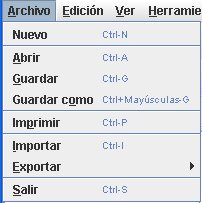 Archivo Edición Ver Herramie
Nuevo Ctrl-N
Abrir Ctrl-A
Guardar Ctrl-G
Guardar como Ctrl+Mayúsculas-G
Imprimir Ctrl-P
Importar Ctrl-I
Exportar
Salir Ctrl-S